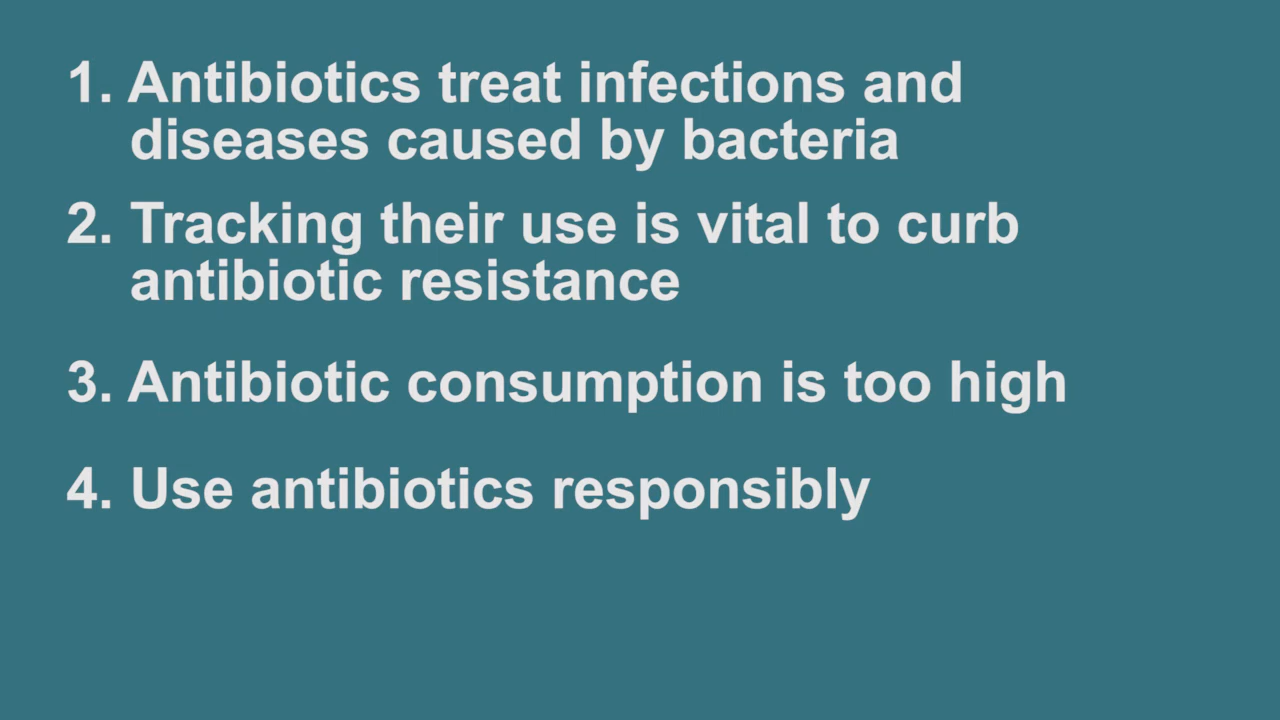 1. Antibiotics treat infections and
diseases caused by bacteria
2. Tracking their use is vital to curb
antibiotic resistance
3. Antibiotic consumption is too high
4. Use antibiotics responsibly